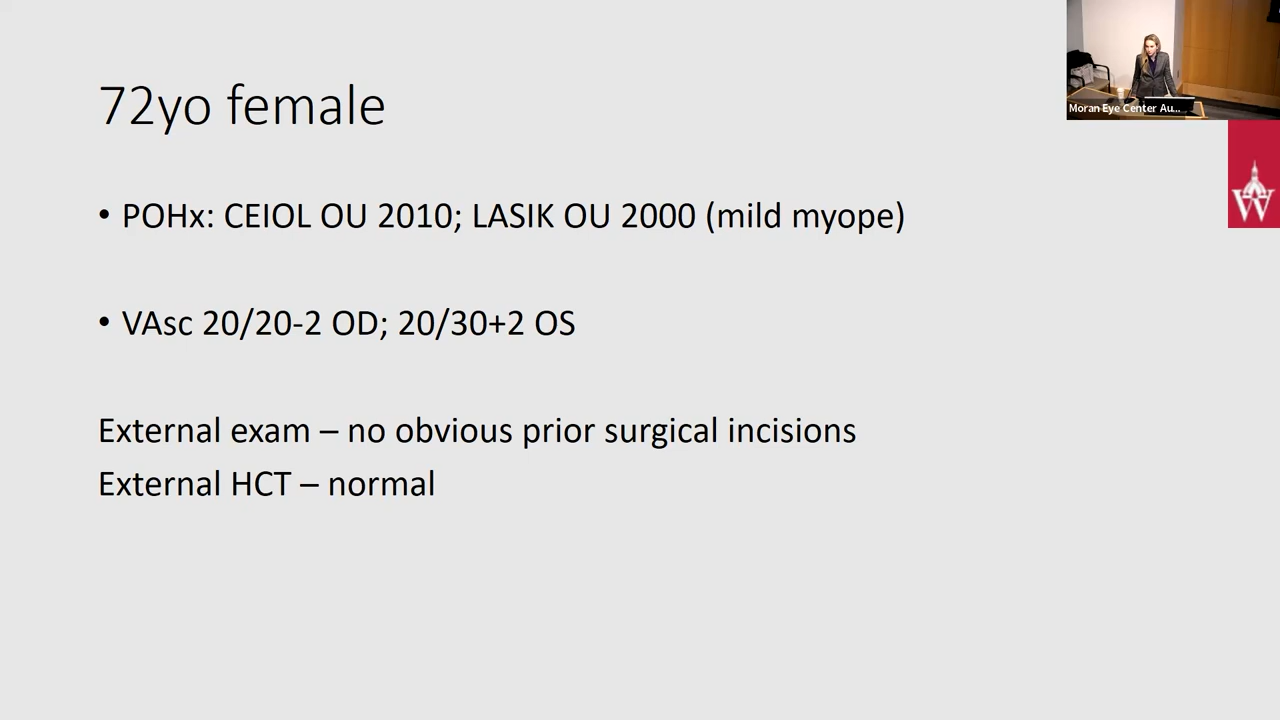 72yo female
Moran Eye Center Au...
W
• POHx: CEIOL OU 2010; LASIK OU 2000 (mild myope)
• VAsc 20/20-2 OD; 20/30+2 OS
External exam – no obvious prior surgical incisions
External HCT – normal